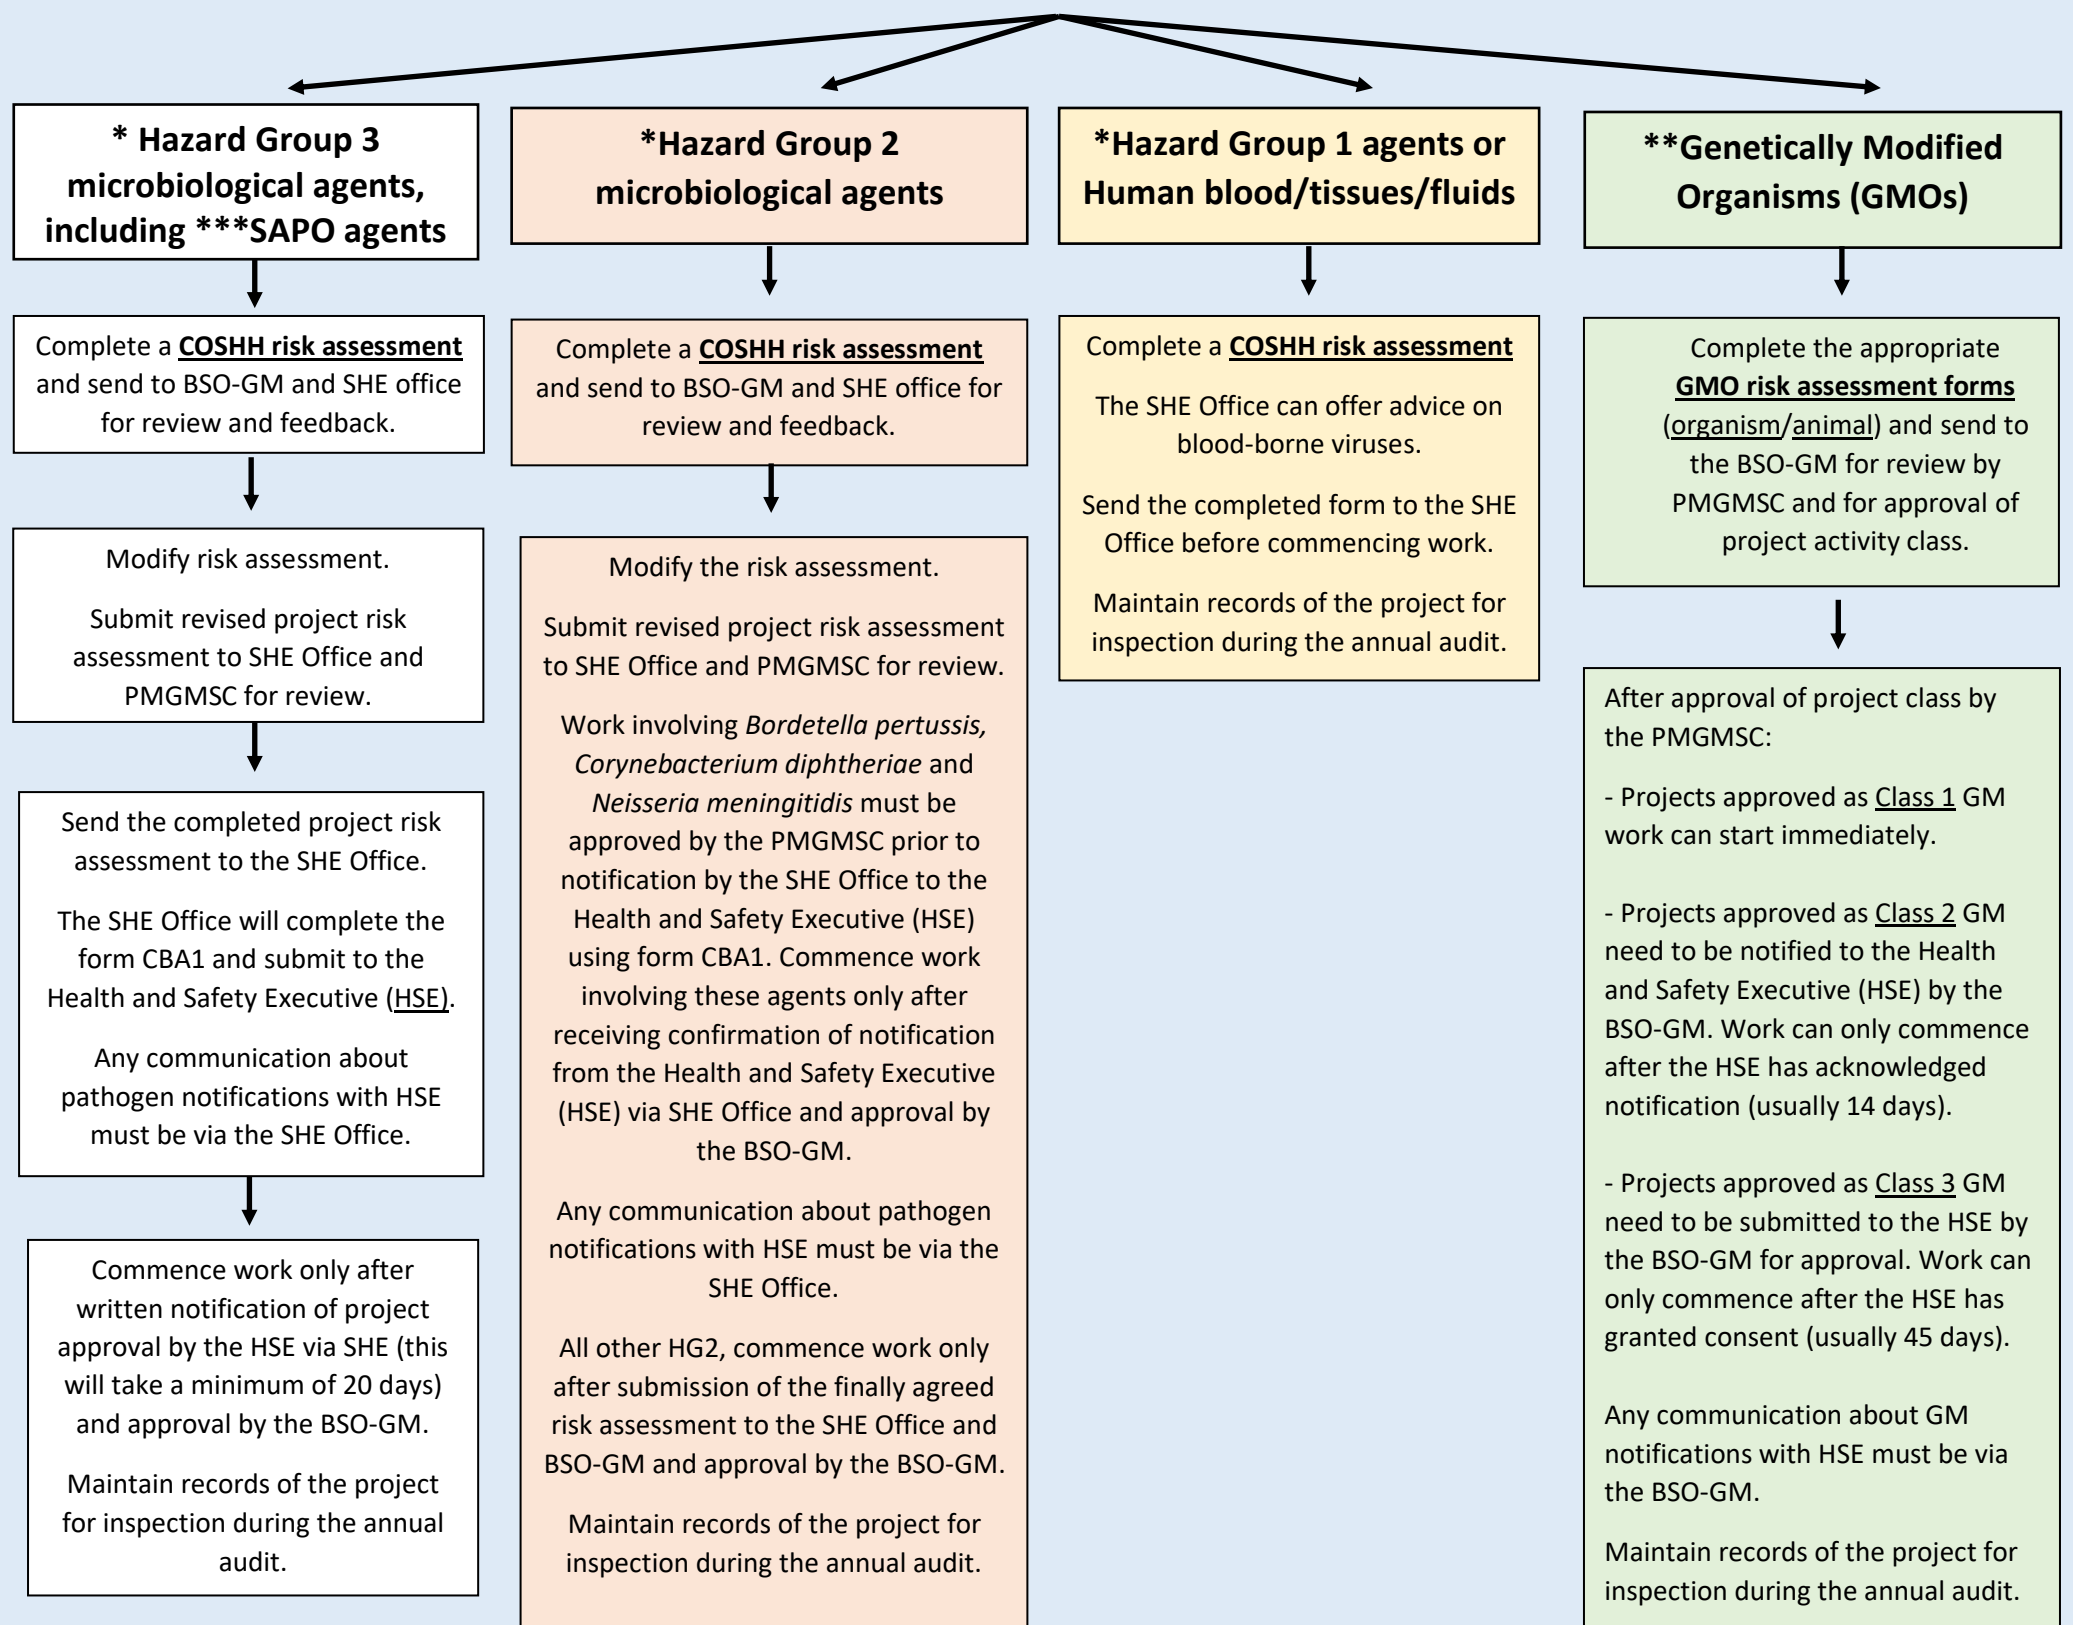 * Hazard Group 3
microbiological agents,
including ***SAPO agents
Complete a COSHH risk assessment
and send to BSO-GM and SHE office
for review and feedback.
Modify risk assessment.
Submit revised project risk
assessment to SHE Office and
PMGMSC for review.
Send the completed project risk
assessment to the SHE Office.
The SHE Office will complete the
form CBA1 and submit to the
Health and Safety Executive (HSE).
Any communication about
pathogen notifications with HSE
must be via the SHE Office.
Commence work only after
written notification of project
approval by the HSE via SHE (this
will take a minimum of 20 days)
and approval by the BSO-GM.
Maintain records of the project
for inspection during the annual
audit.
*Hazard Group 2
microbiological agents
Complete a COSHH risk assessment
and send to BSO-GM and SHE office for
review and feedback.
Modify the risk assessment.
Submit revised project risk assessment
to SHE Office and PMGMSC for review.
Work involving Bordetella pertussis,
Corynebacterium diphtheriae and
Neisseria meningitidis must be
approved by the PMGMSC prior to
notification by the SHE Office to the
Health and Safety Executive (HSE)
using form CBA1. Commence work
involving these agents only after
receiving confirmation of notification
from the Health and Safety Executive
(HSE) via SHE Office and approval by
the BSO-GM.
Any communication about pathogen
notifications with HSE must be via the
SHE Office.
All other HG2, commence work only
after submission of the finally agreed
risk assessment to the SHE Office and
BSO-GM and approval by the BSO-GM.
Maintain records of the project for
inspection during the annual audit.
*Hazard Group 1 agents or
Human blood/tissues/fluids
Complete a COSHH risk assessment
The SHE Office can offer advice on
blood-borne viruses.
Send the completed form to the SHE
Office before commencing work.
Maintain records of the project for
inspection during the annual audit.
**Genetically Modified
Organisms (GMOs)
Complete the appropriate
GMO risk assessment forms
(organism/animal) and send to
the BSO-GM for review by
PMGMSC and for approval of
project activity class.
After approval of project class by
the PMGMSC:
- Projects approved as Class 1 GM
work can start immediately.
- Projects approved as Class 2 GM
need to be notified to the Health
and Safety Executive (HSE) by the
BSO-GM. Work can only commence
after the HSE has acknowledged
notification (usually 14 days).
- Projects approved as Class 3 GM
need to be submitted to the HSE by
the BSO-GM for approval. Work can
only commence after the HSE has
granted consent (usually 45 days).
Any communication about GM
notifications with HSE must be via
the BSO-GM.
Maintain records of the project for
inspection during the annual audit.